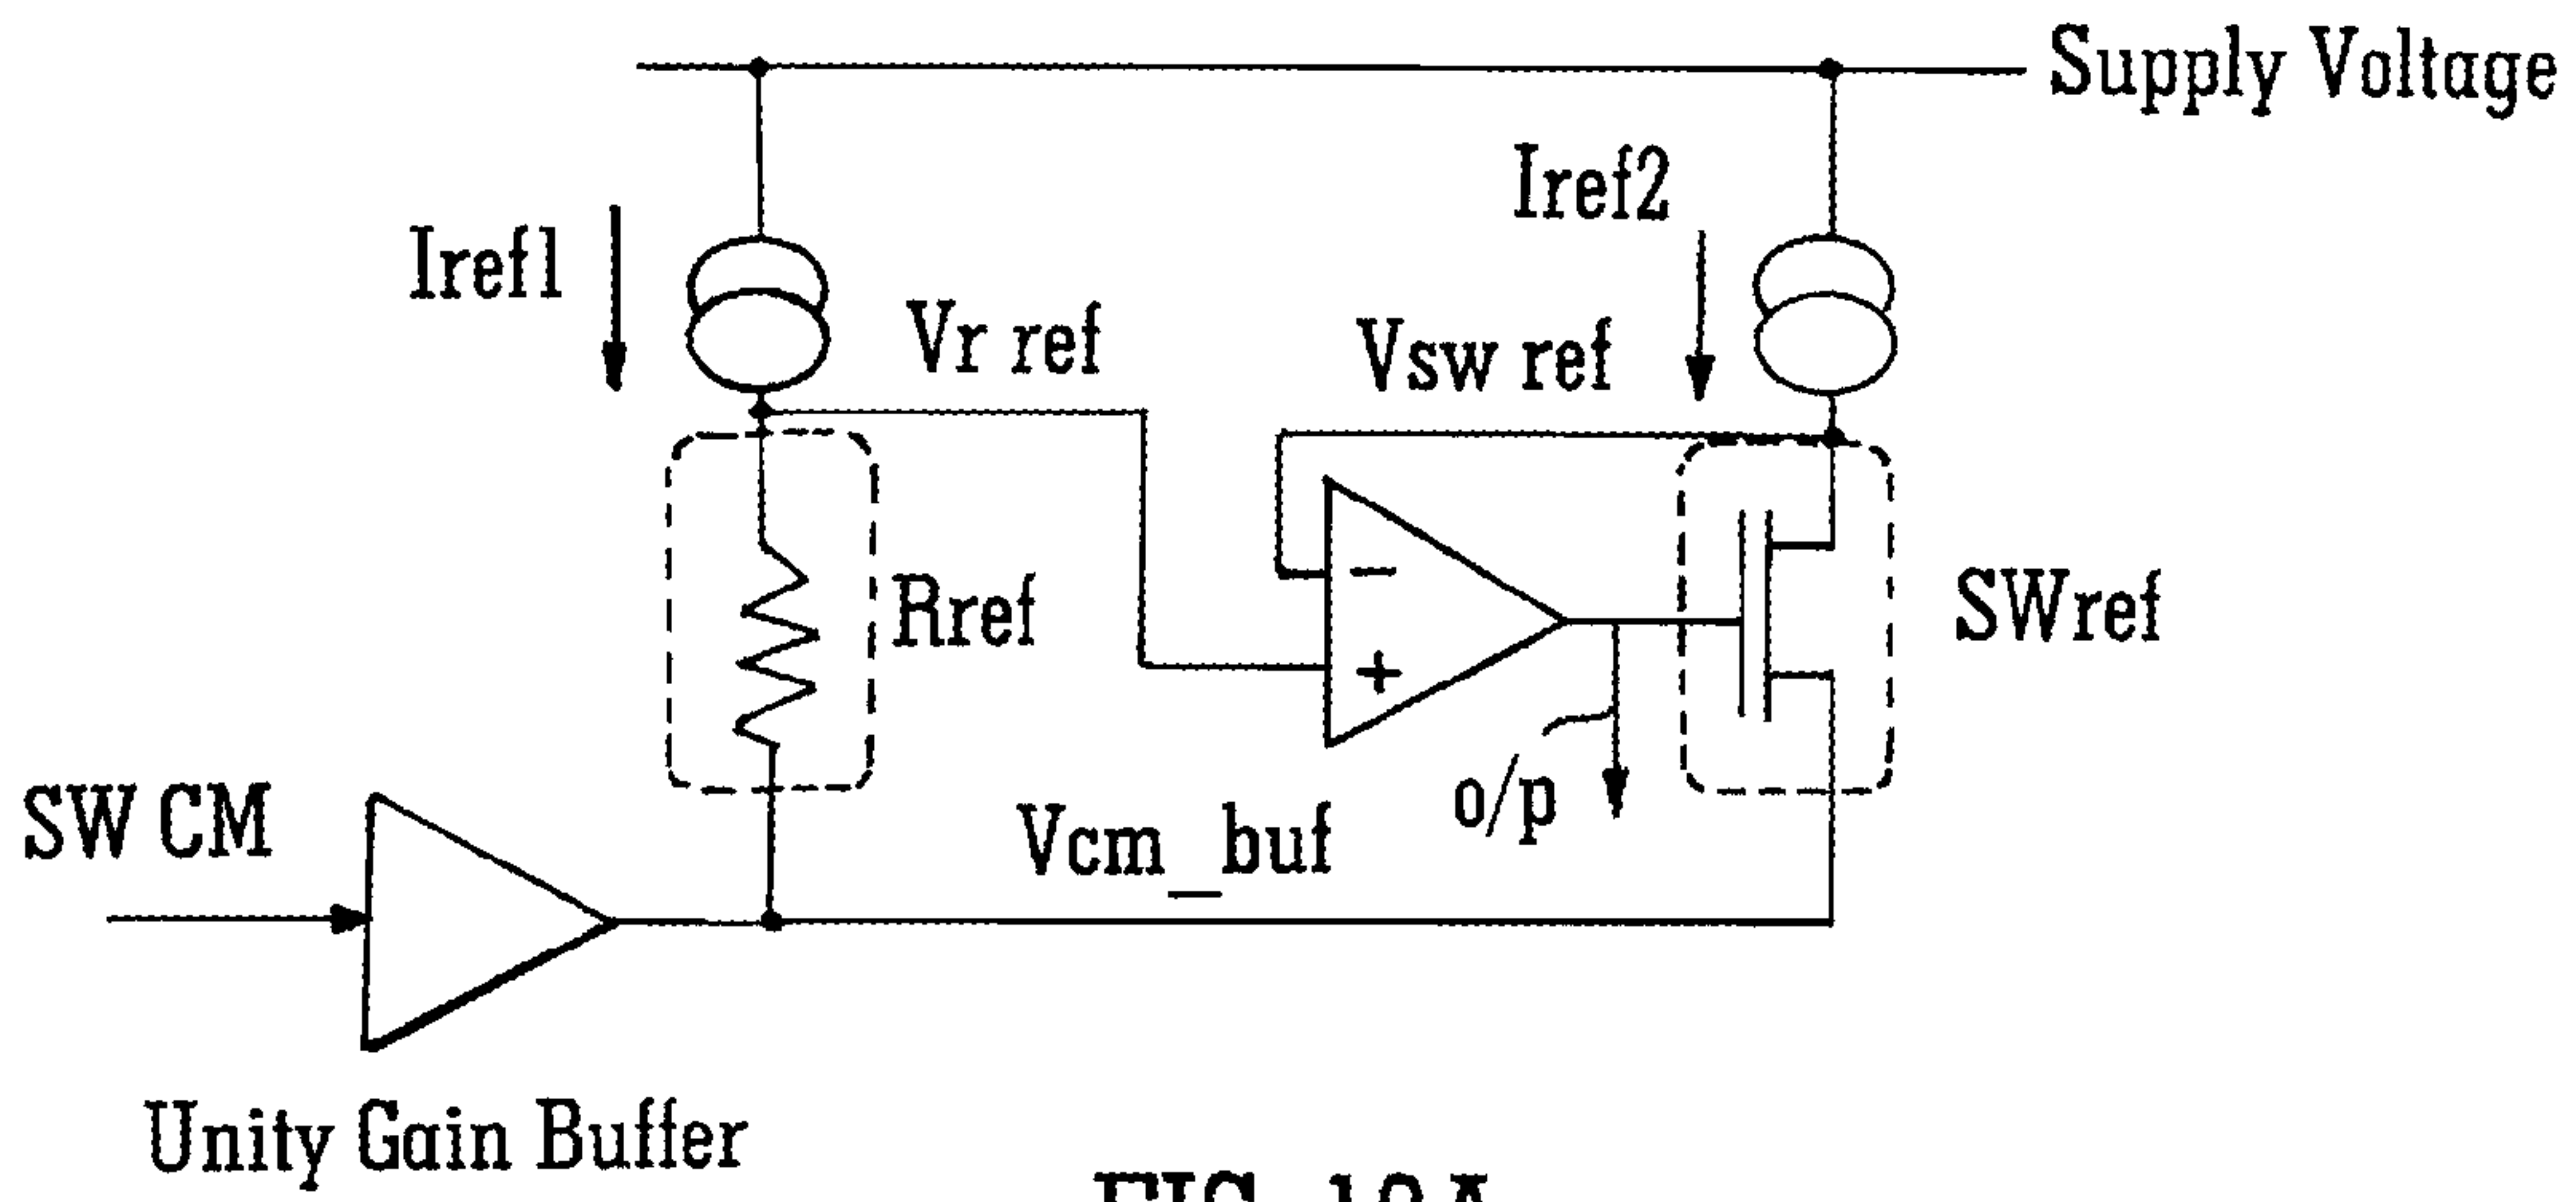 Supply Voltage
Iref1
Iref2
Vr ref
Vsw ref
−
+
Rref
SWref
o/p
SW CM
Vcm_buf
Unity Gain Buffer